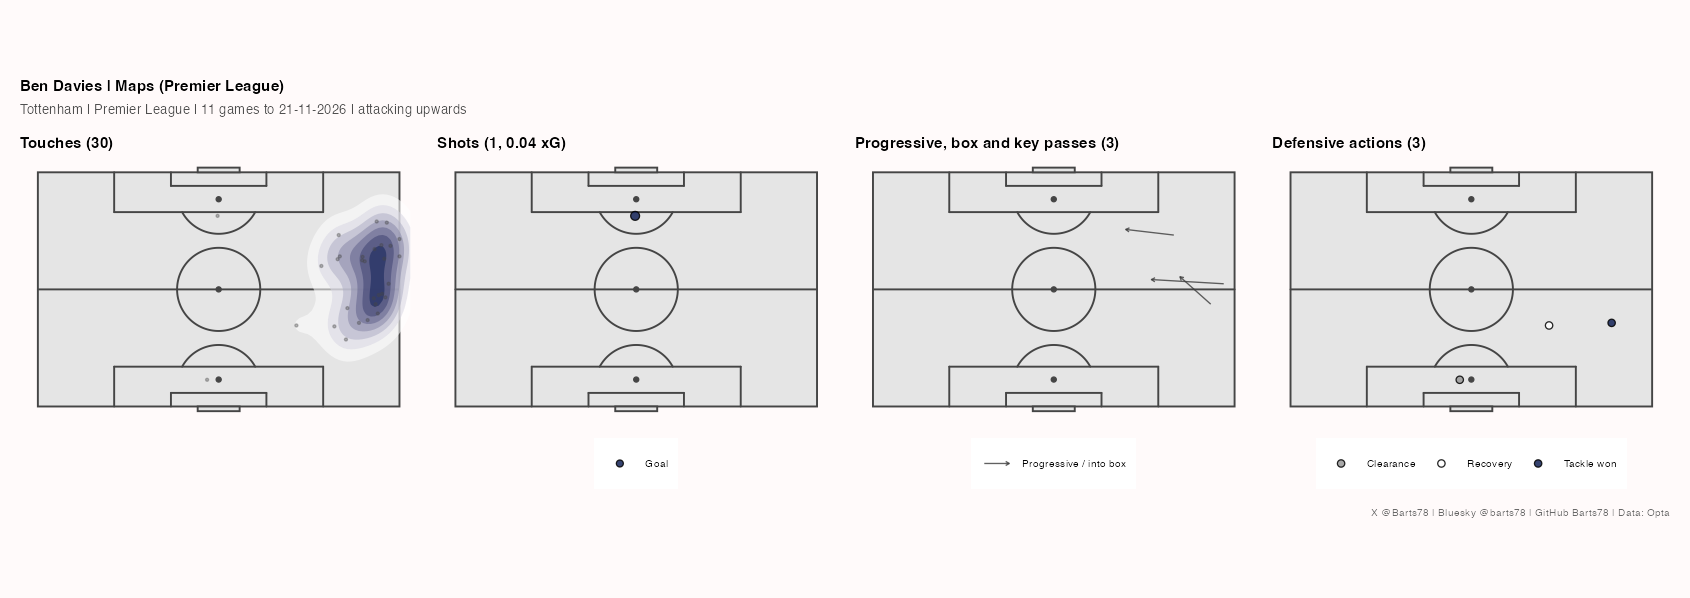 Ben Davies | Maps (Premier League)
Tottenham | Premier League | 11 games to 21-11-2026 | attacking upwards
Touches (30)
Shots (1, 0.04 xG)
Progressive, box and key passes (3)
Defensive actions (3)
Goal
Progressive / into box
Clearance
Recovery
Tackle won
X @Barts78 | Bluesky @barts78 | GitHub Barts78 | Data: Opta